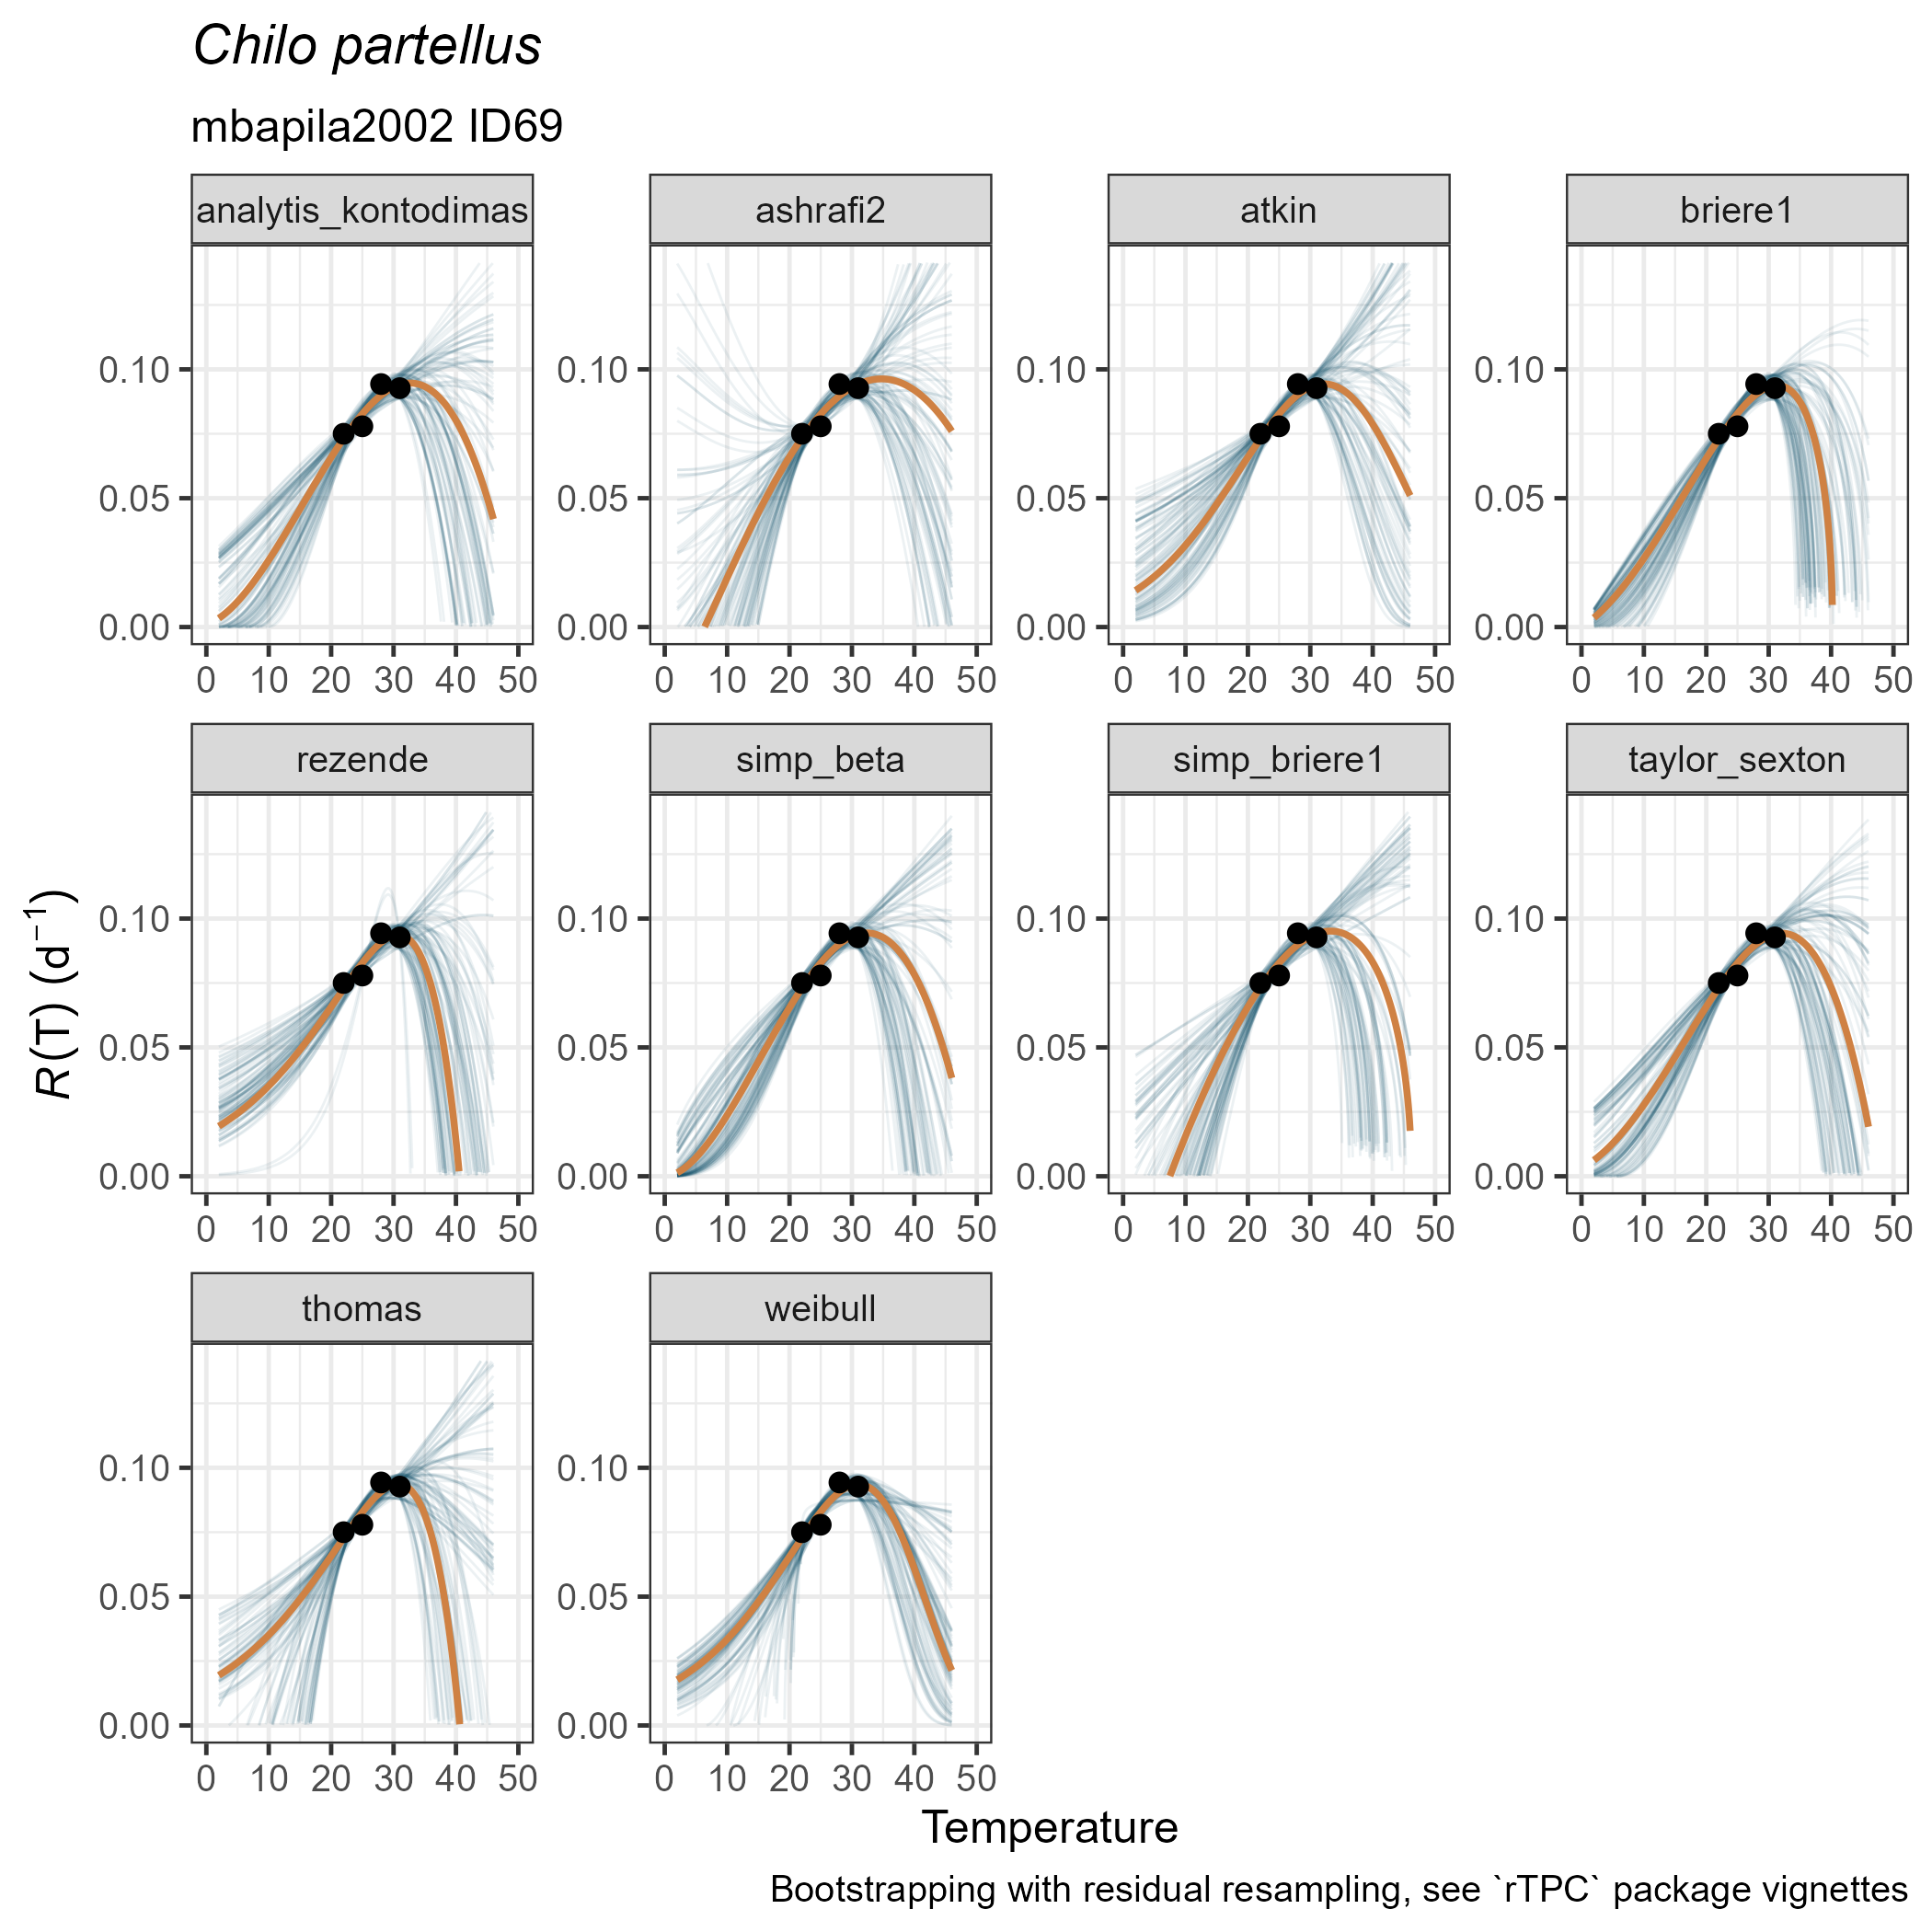 Chilo partellus
mbapila2002 ID69
analytis_kontodimas ashrafi2 atkin briere1
0.10 0.10 0.10 0.10
0.05 0.05 0.05 0.05
0.00 0.00 0.00 0.00
0 10 20 30 40 50 0 10 20 30 40 50 0 10 20 30 40 50 0 10 20 30 40 50
rezende simp_beta simp_briere1 taylor_sexton
0.10 0.10 0.10 0.10
0.05 0.05 0.05 0.05
0.00 0.00 0.00 0.00
0 10 20 30 40 50 0 10 20 30 40 50 0 10 20 30 40 50 0 10 20 30 40 50
R(T) (d⁻¹)
thomas weibull
0.10 0.10
0.05 0.05
0.00 0.00
0 10 20 30 40 50 0 10 20 30 40 50
Temperature
Bootstrapping with residual resampling, see `rTPC` package vignettes